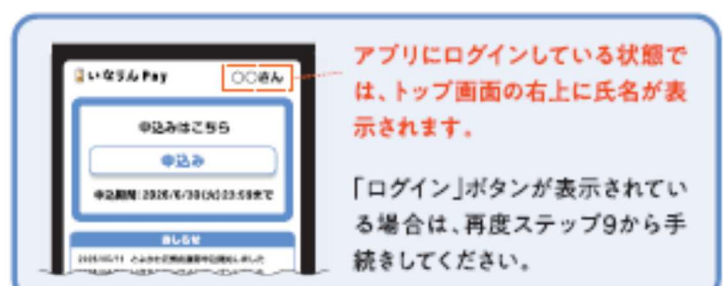 いなりん Pay
○○さん
申込みはこちら
申込み
申込期間:2026/6/30(火)23:59まで
おしらせ
アプリにログインしている状態で
は、トップ画面の右上に氏名が表
示されます。
「ログイン」ボタンが表示されてい
る場合は、再度ステップ9から手
続きしてください。